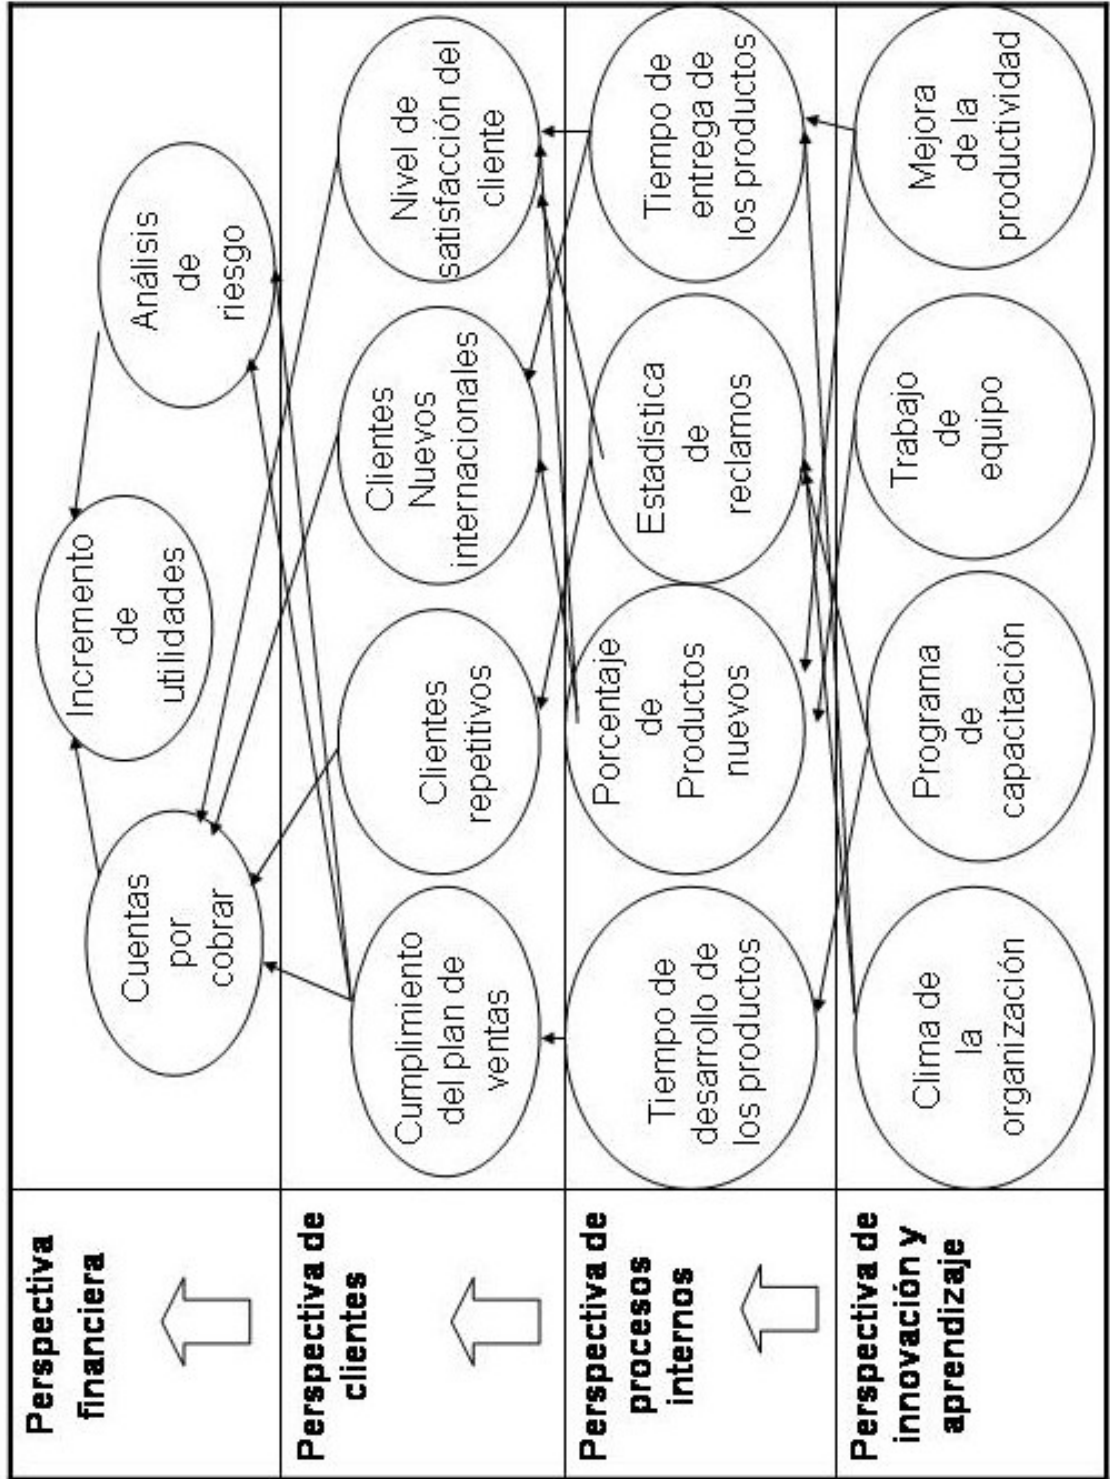 Perspectiva
financiera
Cuentas
por
cobrar
Incremento
de
utilidades
Análisis
de
riesgo
Perspectiva de
clientes
Cumplimiento
del plan de
ventas
Clientes
repetitivos
Clientes
Nuevos
internacionales
Nivel de
satisfacción del
cliente
Perspectiva de
procesos
internos
Tiempo de
desarrollo de
los productos
Porcentaje
de
Productos
nuevos
Estadística
de
reclamos
Tiempo de
entrega de
los productos
Perspectiva de
innovación y
aprendizaje
Clima de
la
organización
Programa
de
capacitación
Trabajo
de
equipo
Mejora
de la
productividad